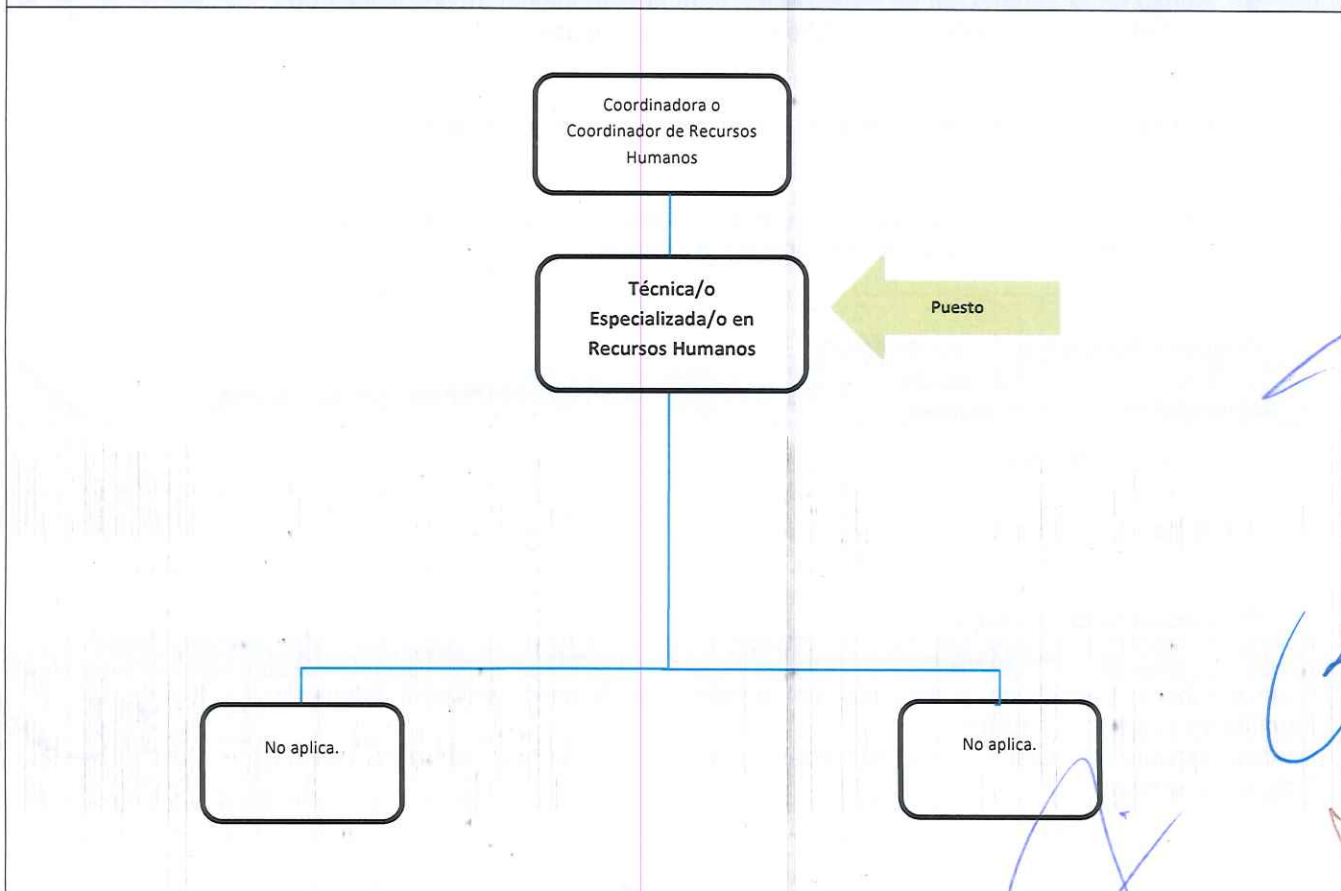 Coordinadora o
Coordinador de Recursos
Humanos
Técnica/o
Especializada/o en
Recursos Humanos
Puesto
No aplica.
No aplica.